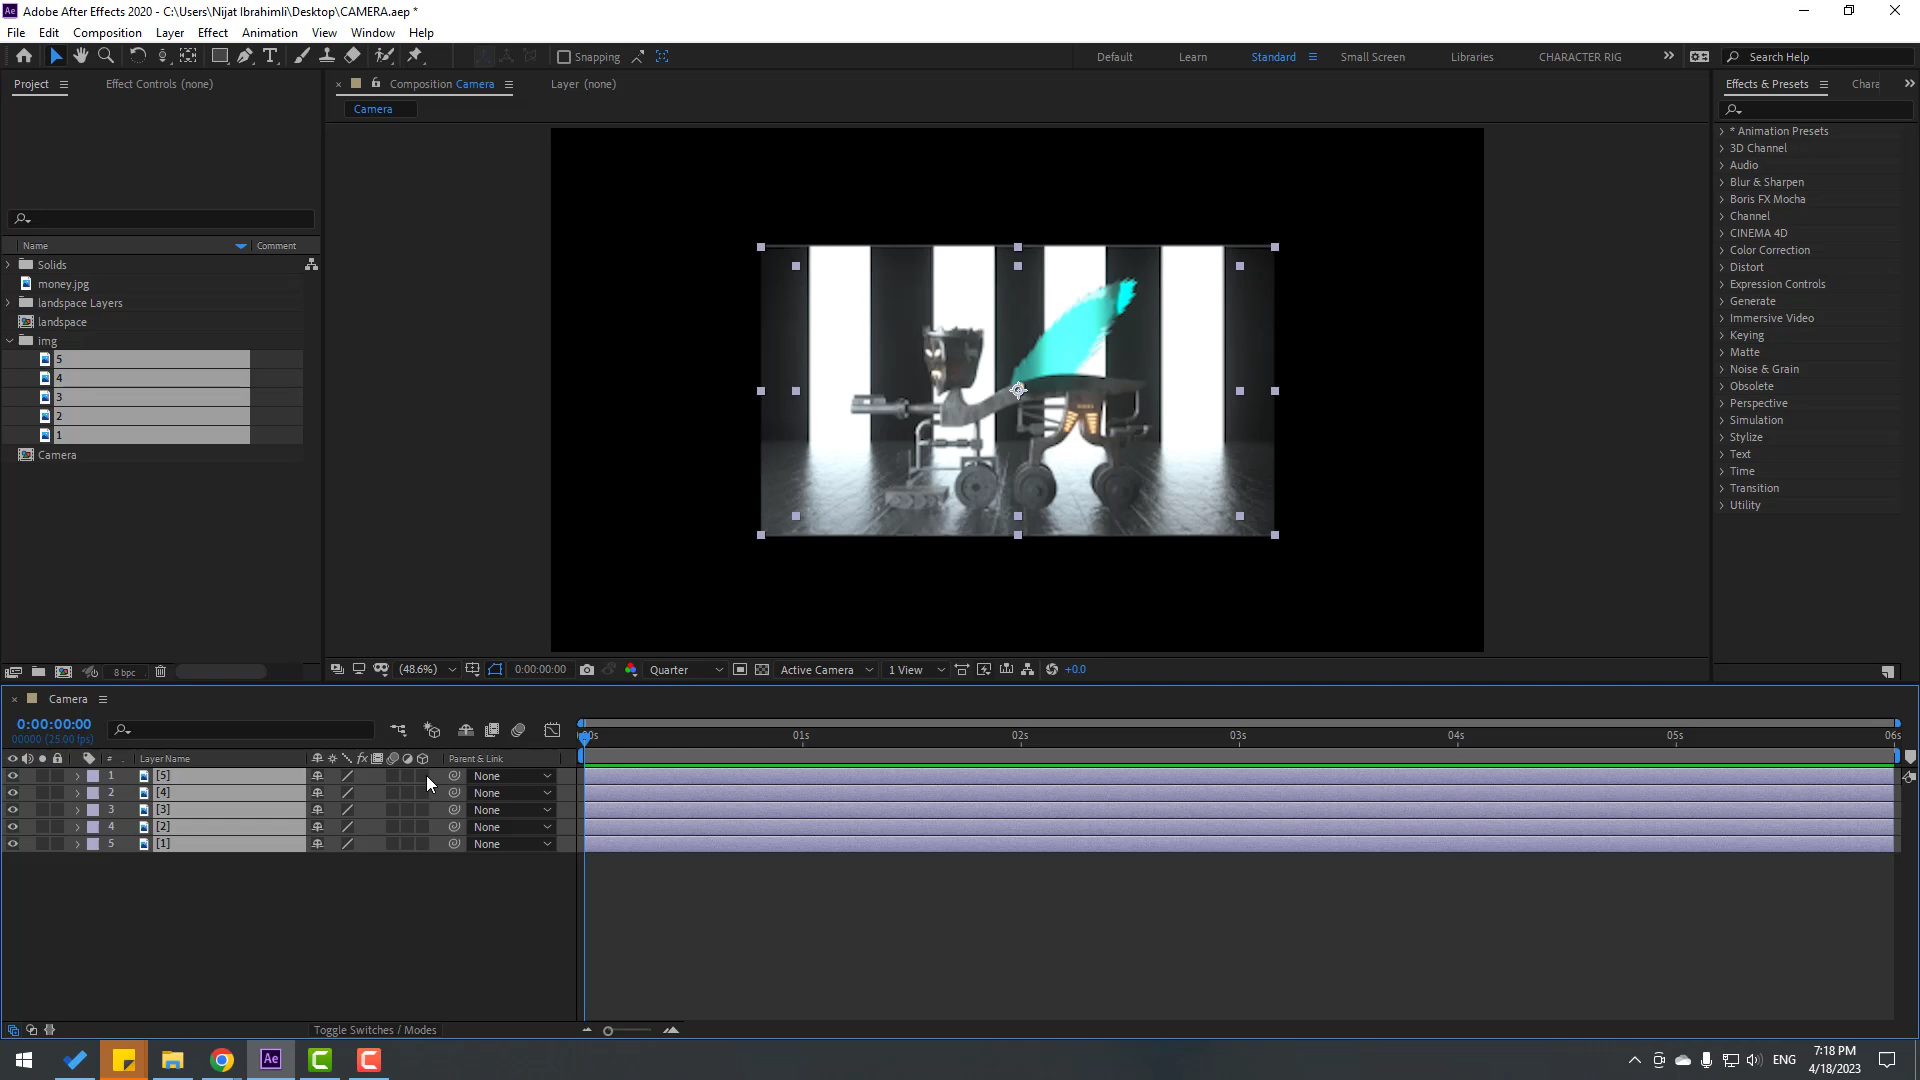 Adobe After Effects 2020 - C:\Users\Nijat Ibrahimli\Desktop\CAMERA.aep *
File Edit Composition Layer Effect Animation View Window Help
Snapping
Default Learn Standard Small Screen Libraries CHARACTER RIG Search Help
Project Effect Controls (none)
Composition Camera Layer (none)
Effects & Presets Chara
Camera
* Animation Presets
3D Channel
Audio
Blur & Sharpen
Boris FX Mocha
Channel
CINEMA 4D
Color Correction
Distort
Expression Controls
Generate
Immersive Video
Keying
Matte
Noise & Grain
Obsolete
Perspective
Simulation
Stylize
Text
Time
Transition
Utility
Name Comment
Solids
money.jpg
landspace Layers
landspace
img
5
4
3
2
1
Camera
8 bpc
(48.6%) 0:00:00:00 Quarter Active Camera 1 View +0.0
Camera
0:00:00:00
00000 (25.00 fps)
:00s 01s 02s 03s 04s 05s 06s
# Layer Name fx Parent & Link
1 [5] None
2 [4] None
3 [3] None
4 [2] None
5 [1] None
Toggle Switches / Modes
Ae
ENG
7:18 PM
4/18/2023